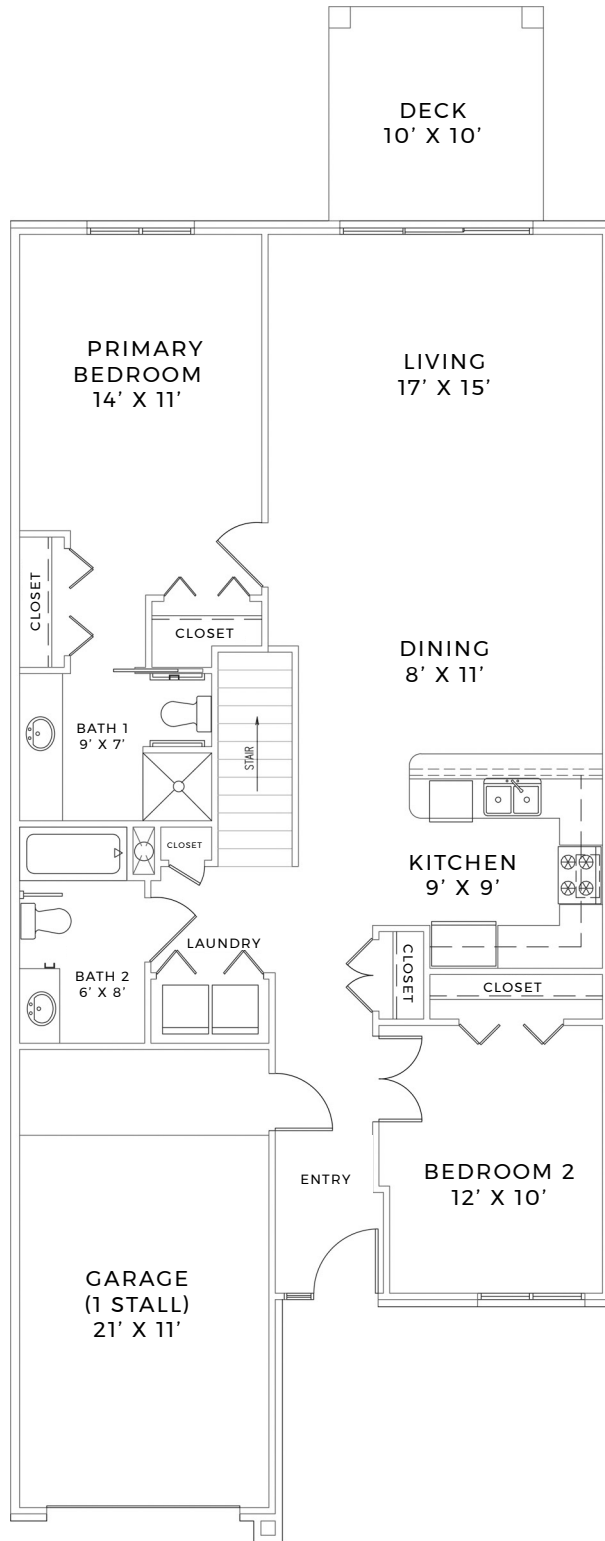 DECK
10’ X 10’
PRIMARY
BEDROOM
14’ X 11’
LIVING
17’ X 15’
CLOSET
CLOSET
DINING
8’ X 11’
BATH 1
9’ X 7’
STAIR
CLOSET
KITCHEN
9’ X 9’
LAUNDRY
CLOSET
BATH 2
6’ X 8’
CLOSET
ENTRY
BEDROOM 2
12’ X 10’
GARAGE
(1 STALL)
21’ X 11’